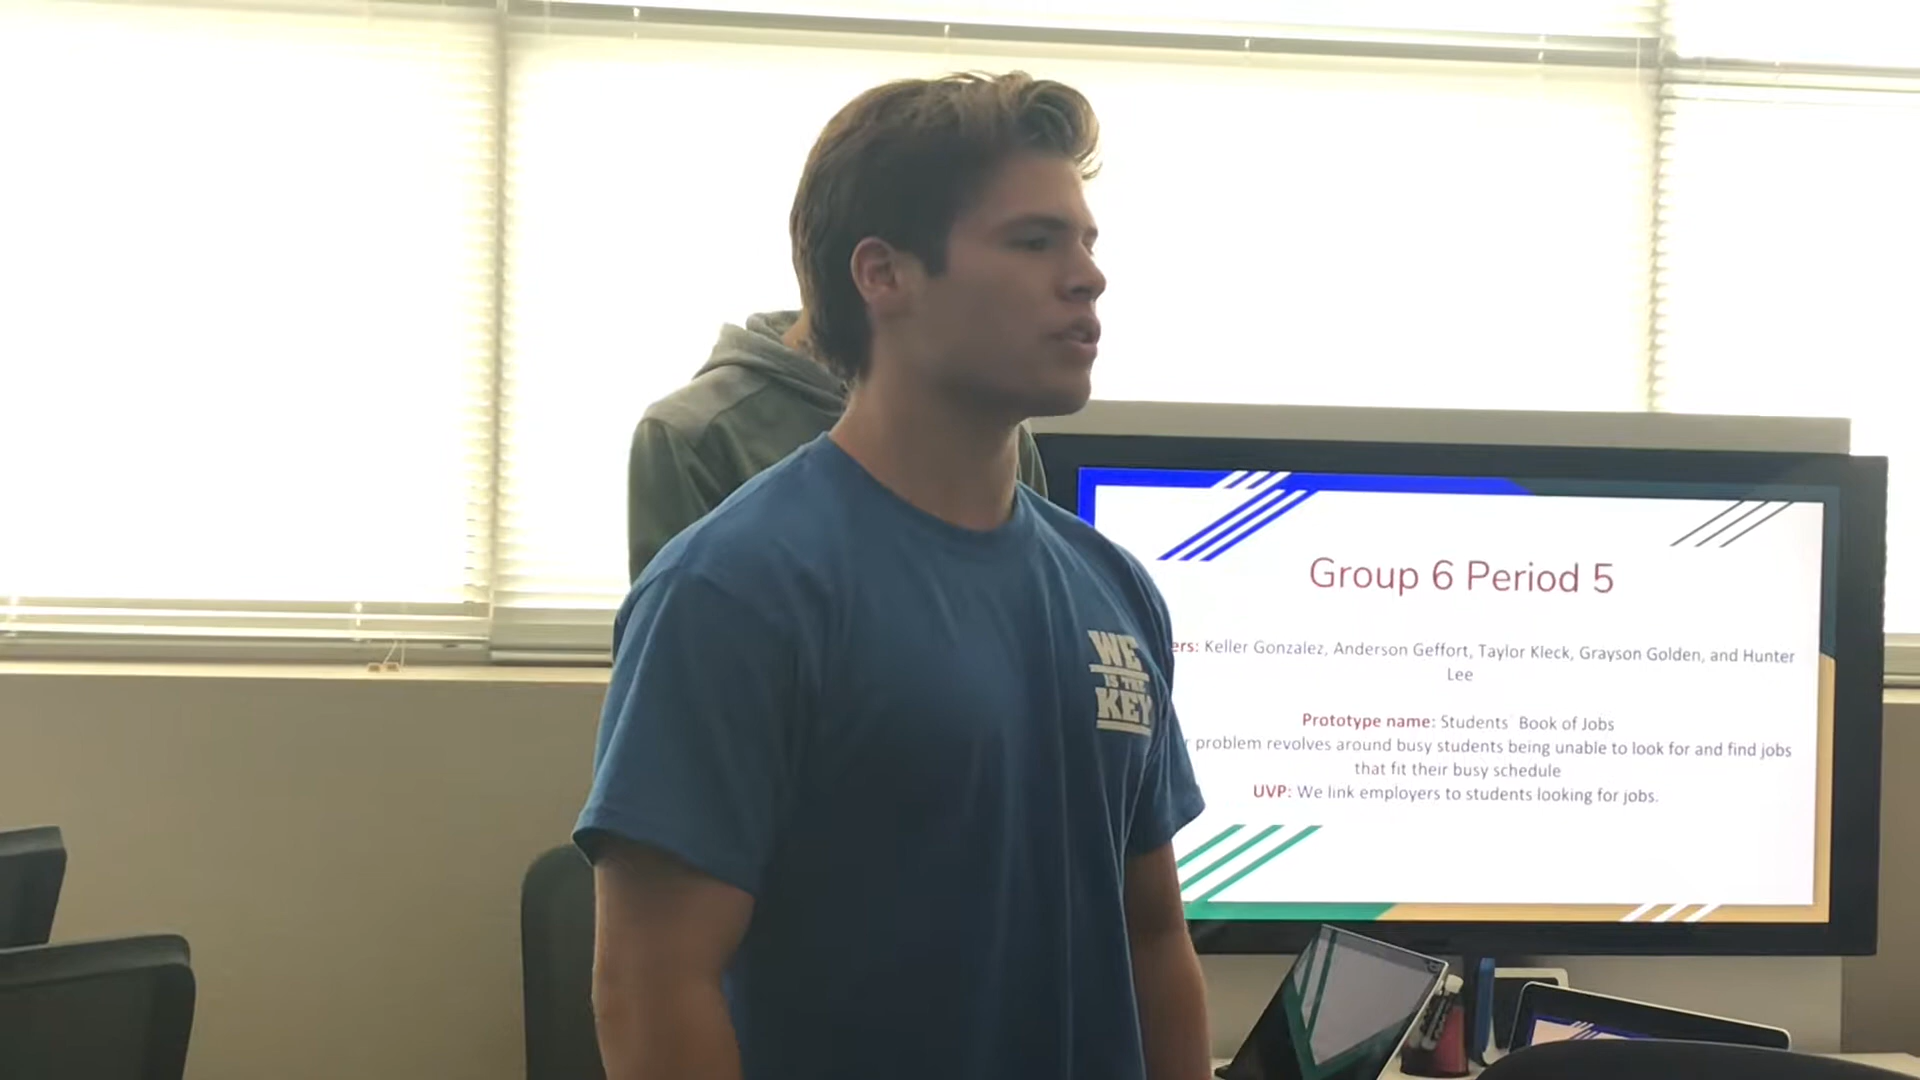 WE
IS THE
KEY
Group 6 Period 5
ers: Keller Gonzalez, Anderson Geffort, Taylor Kleck, Grayson Golden, and Hunter
Lee
Prototype name: Students' Book of Jobs
r problem revolves around busy students being unable to look for and find jobs
that fit their busy schedule
UVP: We link employers to students looking for jobs.